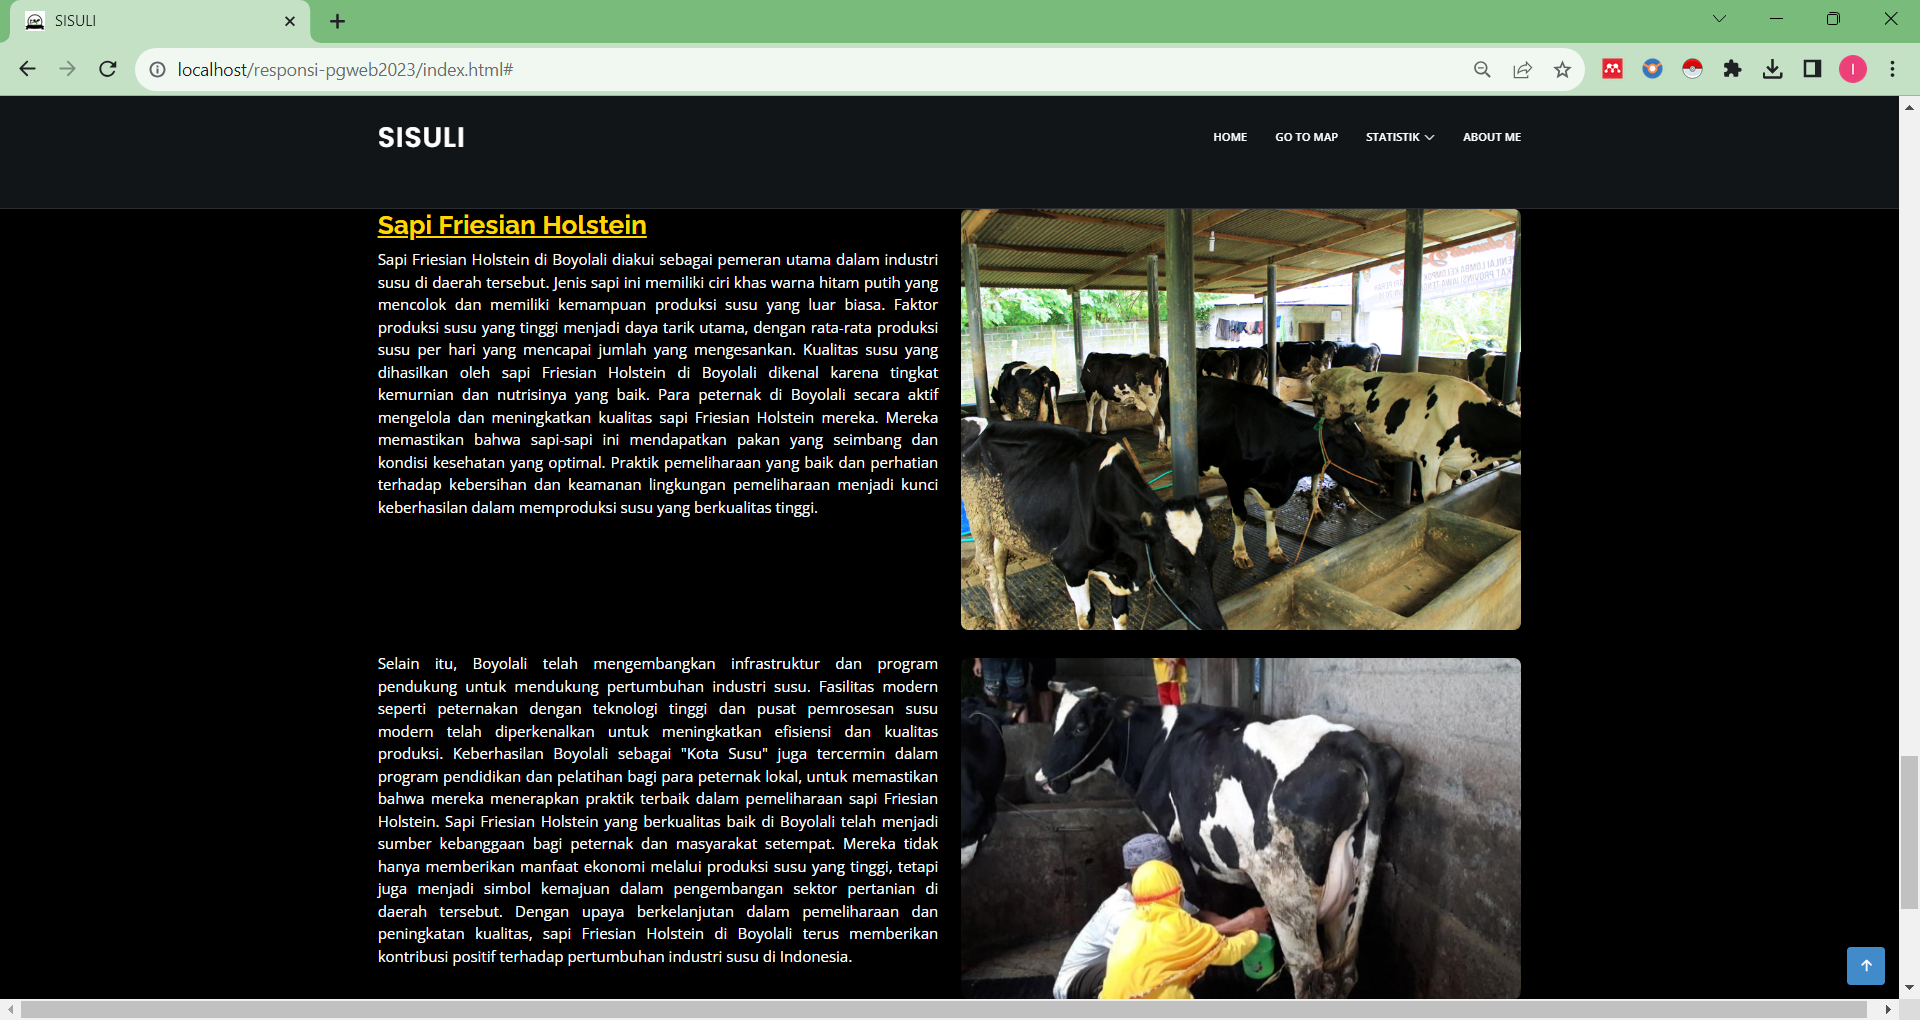 SISULI
localhost/responsi-pgweb2023/index.html#
I
SISULI
HOME
GO TO MAP
STATISTIK
ABOUT ME
Sapi Friesian Holstein
Sapi Friesian Holstein di Boyolali diakui sebagai pemeran utama dalam industri
susu di daerah tersebut. Jenis sapi ini memiliki ciri khas warna hitam putih yang
mencolok dan memiliki kemampuan produksi susu yang luar biasa. Faktor
produksi susu yang tinggi menjadi daya tarik utama, dengan rata-rata produksi
susu per hari yang mencapai jumlah yang mengesankan. Kualitas susu yang
dihasilkan oleh sapi Friesian Holstein di Boyolali dikenal karena tingkat
kemurnian dan nutrisinya yang baik. Para peternak di Boyolali secara aktif
mengelola dan meningkatkan kualitas sapi Friesian Holstein mereka. Mereka
memastikan bahwa sapi-sapi ini mendapatkan pakan yang seimbang dan
kondisi kesehatan yang optimal. Praktik pemeliharaan yang baik dan perhatian
terhadap kebersihan dan keamanan lingkungan pemeliharaan menjadi kunci
keberhasilan dalam memproduksi susu yang berkualitas tinggi.
Selain itu, Boyolali telah mengembangkan infrastruktur dan program
pendukung untuk mendukung pertumbuhan industri susu. Fasilitas modern
seperti peternakan dengan teknologi tinggi dan pusat pemrosesan susu
modern telah diperkenalkan untuk meningkatkan efisiensi dan kualitas
produksi. Keberhasilan Boyolali sebagai "Kota Susu" juga tercermin dalam
program pendidikan dan pelatihan bagi para peternak lokal, untuk memastikan
bahwa mereka menerapkan praktik terbaik dalam pemeliharaan sapi Friesian
Holstein. Sapi Friesian Holstein yang berkualitas baik di Boyolali telah menjadi
sumber kebanggaan bagi peternak dan masyarakat setempat. Mereka tidak
hanya memberikan manfaat ekonomi melalui produksi susu yang tinggi, tetapi
juga menjadi simbol kemajuan dalam pengembangan sektor pertanian di
daerah tersebut. Dengan upaya berkelanjutan dalam pemeliharaan dan
peningkatan kualitas, sapi Friesian Holstein di Boyolali terus memberikan
kontribusi positif terhadap pertumbuhan industri susu di Indonesia.